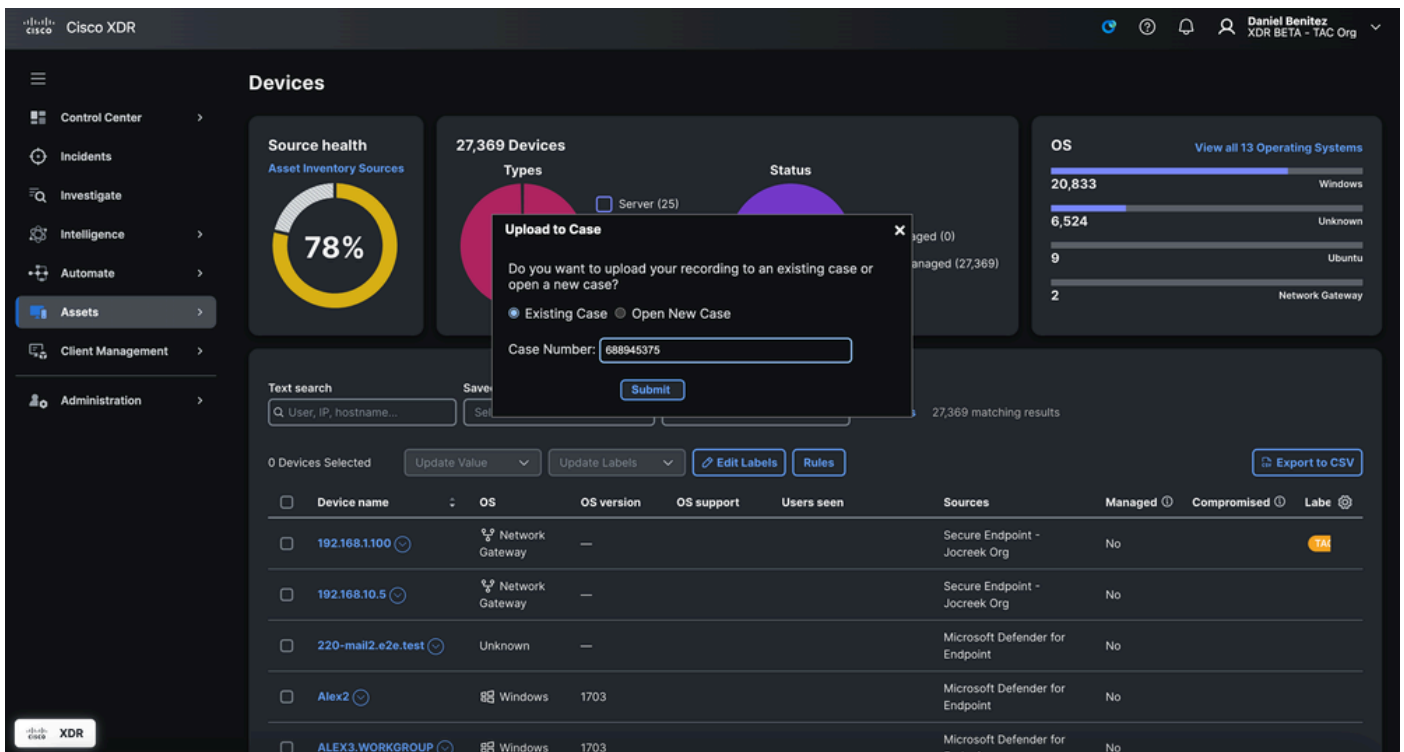 cisco Cisco XDR
Daniel Benitez
XDR BETA - TAC Org
Control Center
Incidents
Investigate
Intelligence
Automate
Assets
Client Management
Administration
Devices
Source health
Asset Inventory Sources
78%
27,369 Devices
Types
Server (25)
Status
aged (0)
anaged (27,369)
OS
View all 13 Operating Systems
20,833 Windows
6,524 Unknown
9 Ubuntu
2 Network Gateway
Upload to Case
Do you want to upload your recording to an existing case or
open a new case?
Existing Case Open New Case
Case Number: 688945375
Submit
Text search
User, IP, hostname...
Save
Sel
s 27,369 matching results
0 Devices Selected Update Value Update Labels Edit Labels Rules Export to CSV
Device name OS OS version OS support Users seen Sources Managed Compromised Labe
192.168.1.100 Network Gateway — Secure Endpoint - Jocreek Org No TAC
192.168.10.5 Network Gateway — Secure Endpoint - Jocreek Org No
220-mail2.e2e.test Unknown — Microsoft Defender for Endpoint No
Alex2 Windows 1703 Microsoft Defender for Endpoint No
ALEX3.WORKGROUP Windows 1703 Microsoft Defender for No
cisco XDR